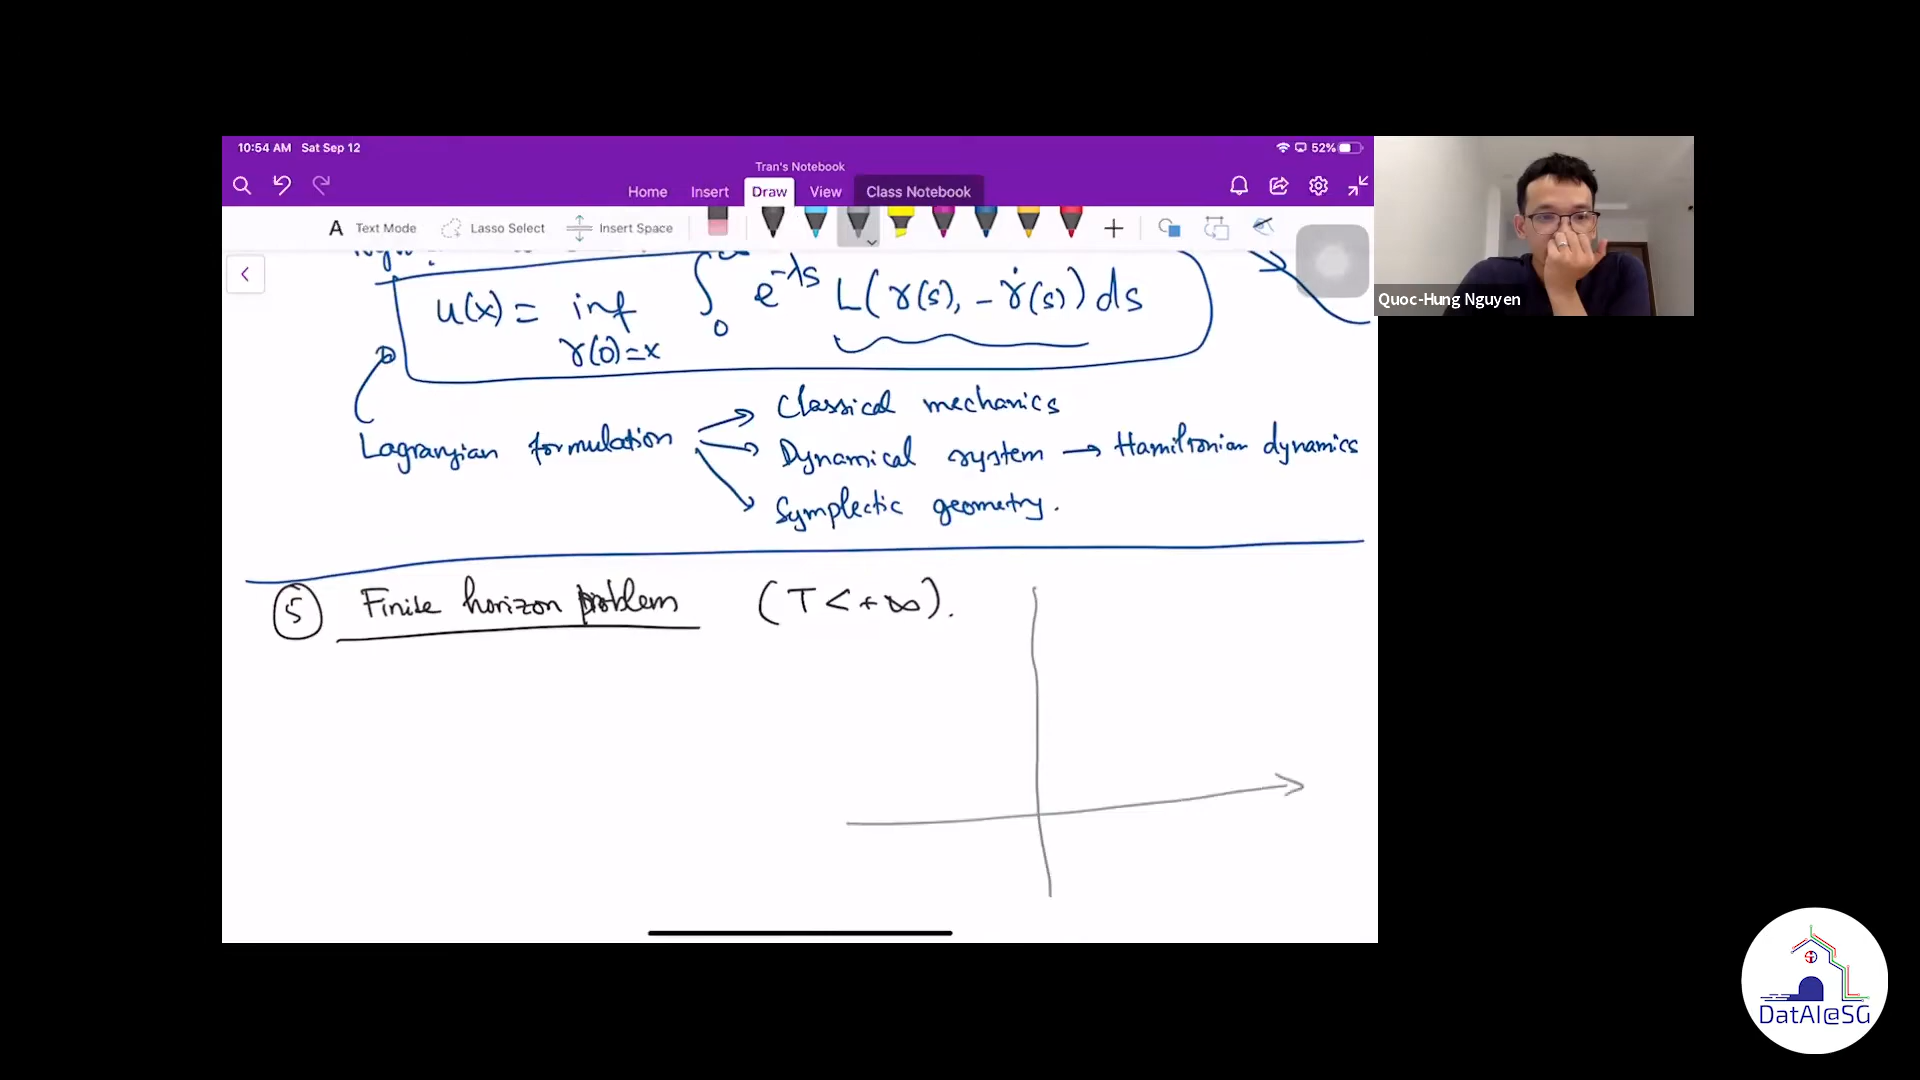 10:54 AM Sat Sep 12
52%
Tran's Notebook
Home Insert Draw View Class Notebook
A Text Mode Lasso Select Insert Space
u(x) = inf ∫₀ e^{-λs} L(γ(s), -γ̇(s)) ds
γ(0)=x
Classical mechanics
Lagrangian formulation
Dynamical system → Hamiltonian dynamics
Symplectic geometry.
⑤ Finite horizon problem (T < +∞).
Quoc-Hung Nguyen
DatAI@SG